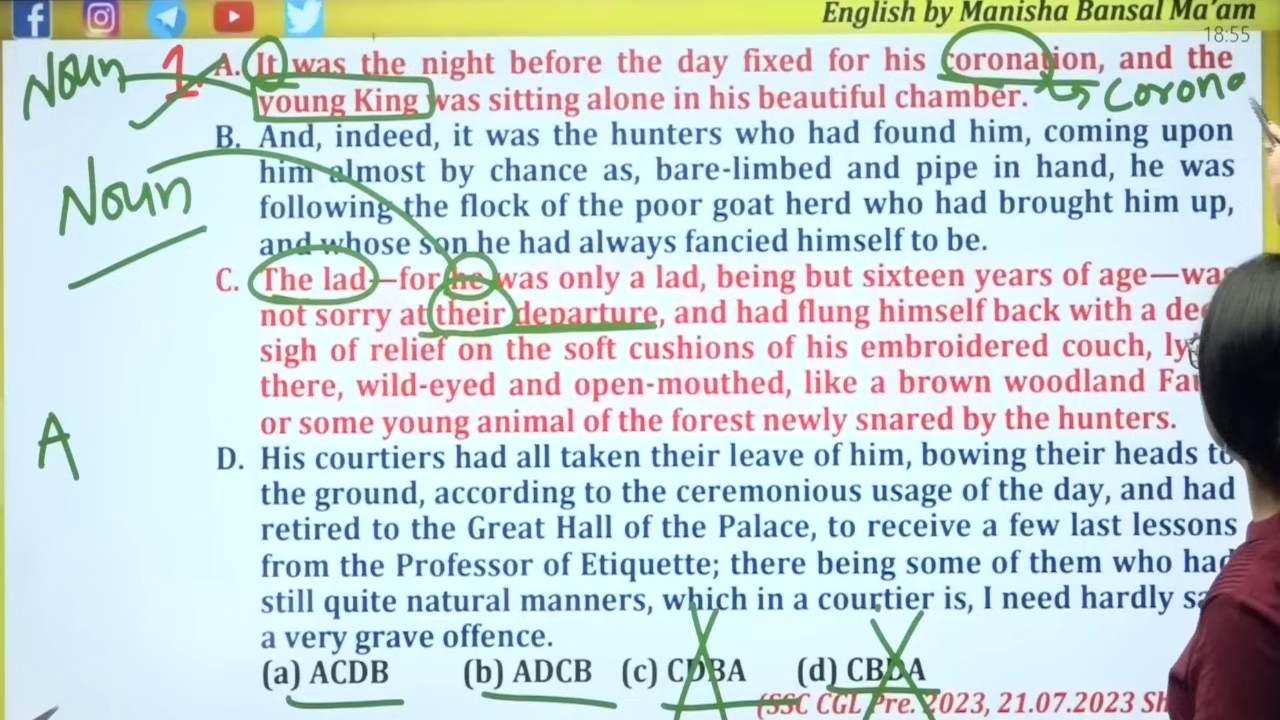 English by Manisha Bansal Ma'am
18:55
Noun 1 A. It was the night before the day fixed for his coronation, and the
young King was sitting alone in his beautiful chamber. Corona
B. And, indeed, it was the hunters who had found him, coming upon
him almost by chance as, bare-limbed and pipe in hand, he was
Noun following the flock of the poor goat herd who had brought him up,
and whose son he had always fancied himself to be.
C. The lad—for he was only a lad, being but sixteen years of age—was
not sorry at their departure, and had flung himself back with a
sigh of relief on the soft cushions of his embroidered couch,
there, wild-eyed and open-mouthed, like a brown woodland
A or some young animal of the forest newly snared by the hunters.
D. His courtiers had all taken their leave of him, bowing their heads to
the ground, according to the ceremonious usage of the day, and had
retired to the Great Hall of the Palace, to receive a few last lessons
from the Professor of Etiquette; there being some of them who had
still quite natural manners, which in a courtier is, I need hardly
a very grave offence.
(a) ACDB (b) ADCB (c) CDBA (d) CBDA
(SSC CGL Pre. 2023, 21.07.2023